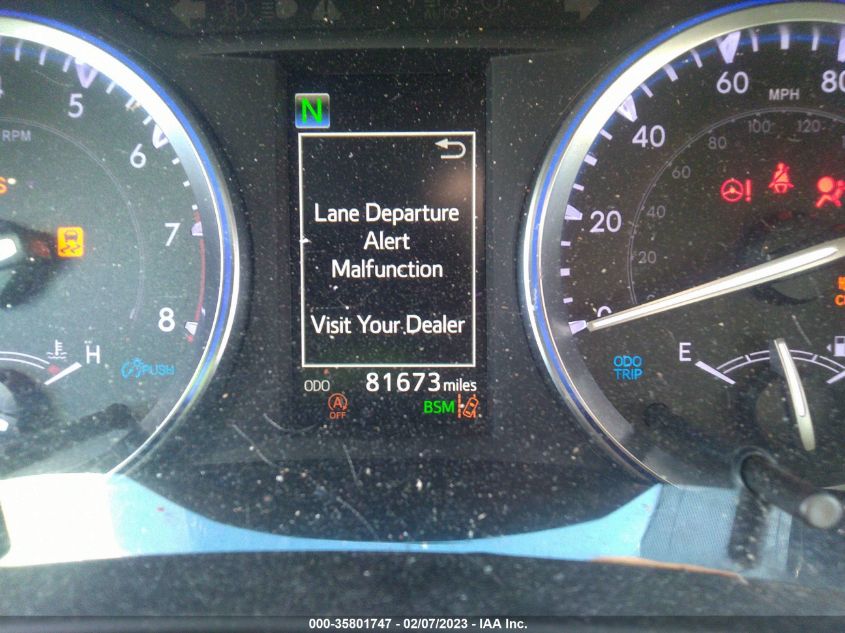 5
6
7
8
RPM
H
PUSH
N
Lane Departure
Alert
Malfunction
Visit Your Dealer
ODO 81673 miles
A
OFF
BSM
0
20
40
60
80
MPH
0
20
40
60
80
100
120
!
ODO
TRIP
E
000-35801747 — 02/07/2023 — IAA Inc.